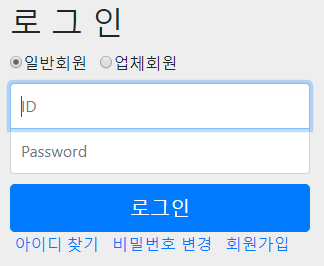 로 그 인
일반회원 업체회원
ID
Password
로그인
아이디 찾기 비밀번호 변경 회원가입